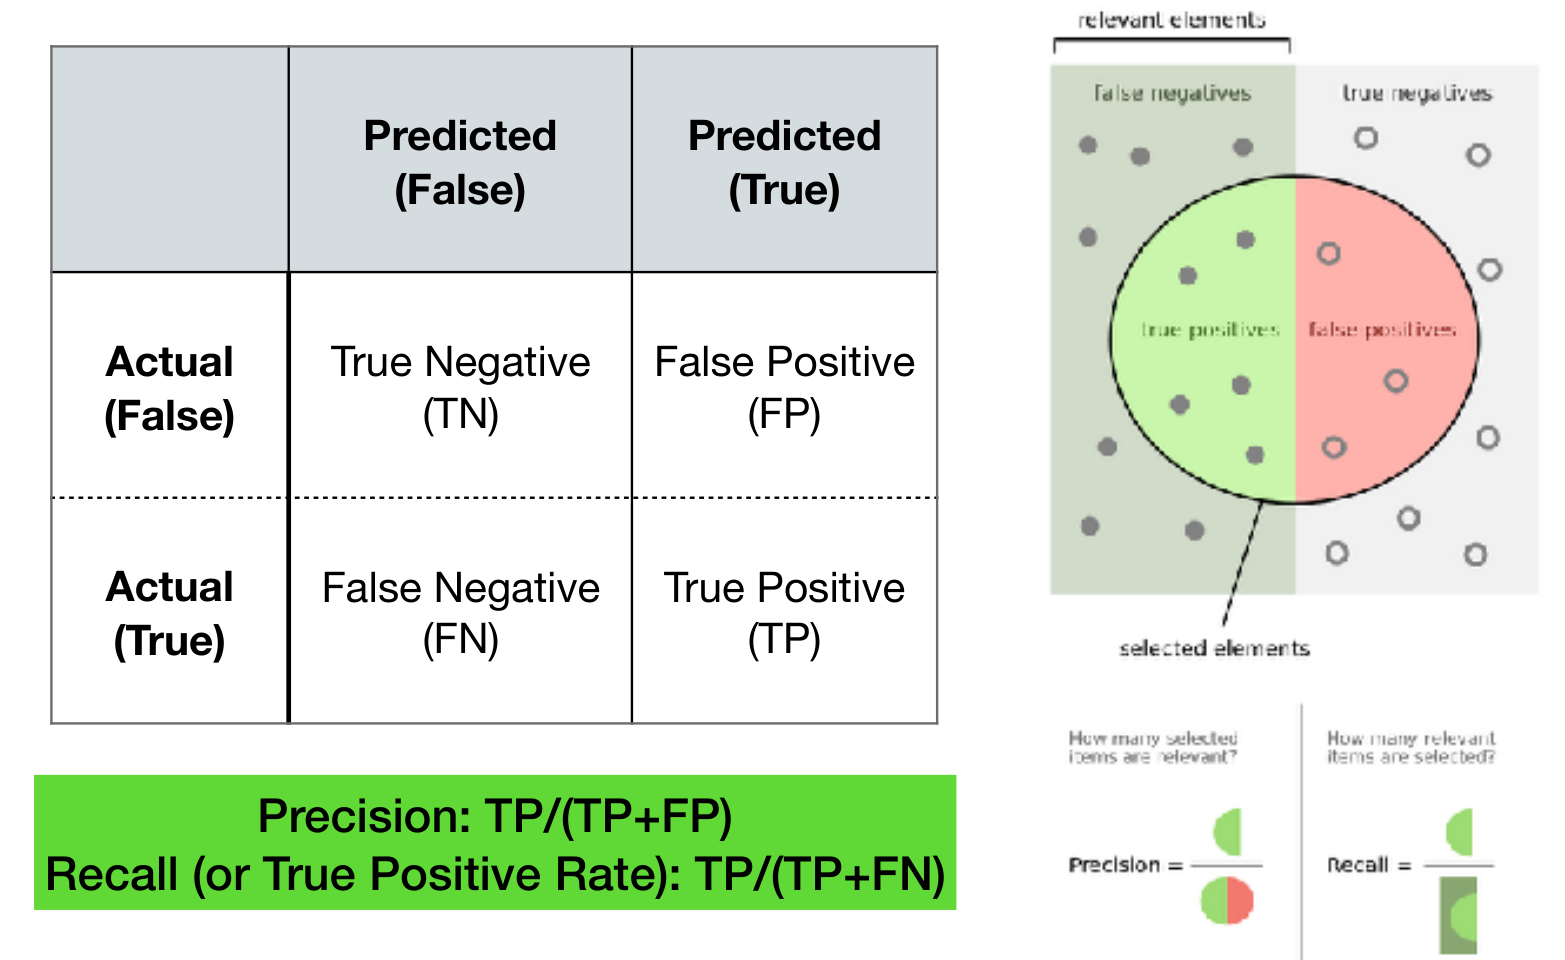 Predicted
(False)
Predicted
(True)
Actual
(False)
True Negative
(TN)
False Positive
(FP)
Actual
(True)
False Negative
(FN)
True Positive
(TP)
Precision: TP/(TP+FP)
Recall (or True Positive Rate): TP/(TP+FN)
relevant elements
false negatives
true negatives
true positives
false positives
selected elements
How many selected
items are relevant?
Precision =
How many relevant
items are selected?
Recall =